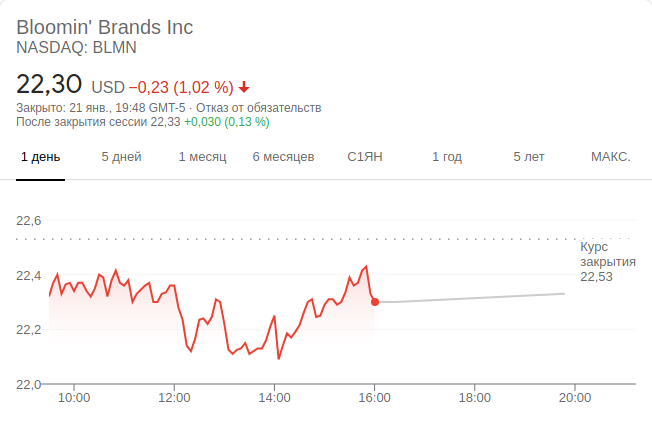 Bloomin' Brands Inc
NASDAQ: BLMN
22,30 USD −0,23 (1,02 %)
Закрыто: 21 янв., 19:48 GMT-5 · Отказ от обязательств
После закрытия сессии 22,33 +0,030 (0,13 %)
1 день 5 дней 1 месяц 6 месяцев С1ЯН 1 год 5 лет МАКС.
22,6
Курс
закрытия
22,53
22,4
22,2
22,0
10:00 12:00 14:00 16:00 18:00 20:00